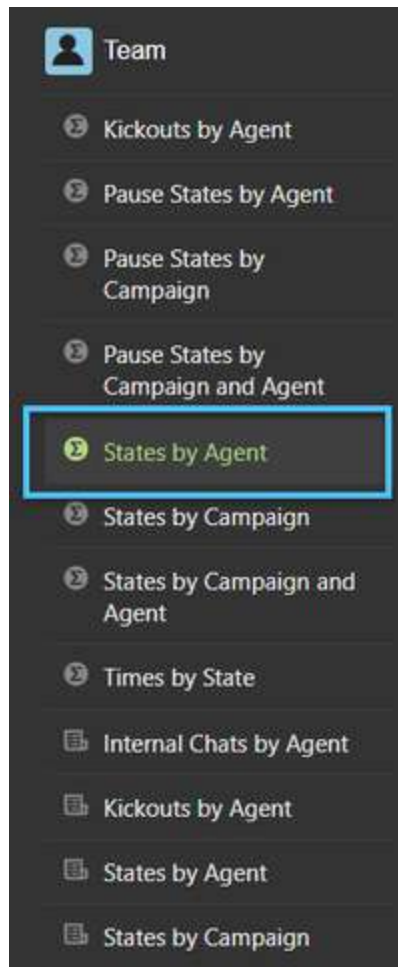 Team
Kickouts by Agent
Pause States by Agent
Pause States by
Campaign
Pause States by
Campaign and Agent
States by Agent
States by Campaign
States by Campaign and
Agent
Times by State
Internal Chats by Agent
Kickouts by Agent
States by Agent
States by Campaign